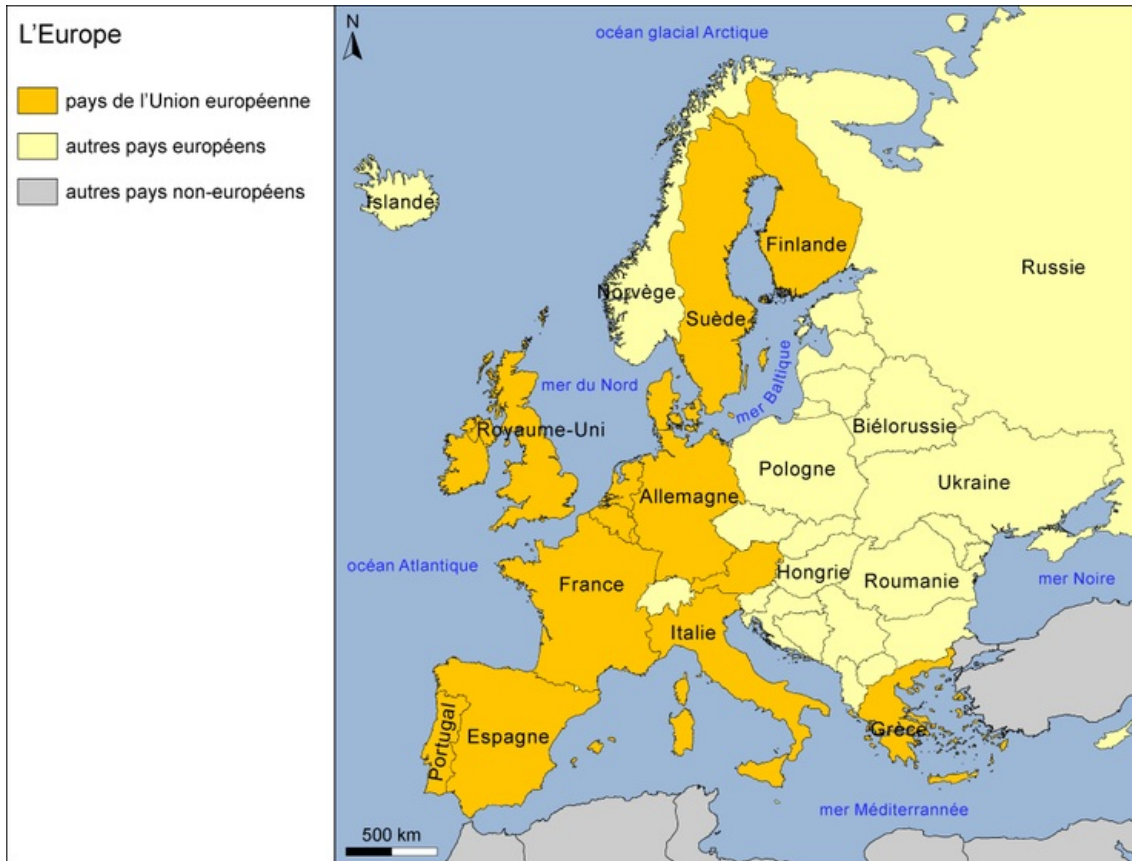 L'Europe
pays de l'Union européenne
autres pays européens
autres pays non-européens
N
océan glacial Arctique
Islande
Finlande
Russie
Norvège
Suède
mer Baltique
mer du Nord
Royaume-Uni
Biélorussie
Pologne
Ukraine
Allemagne
océan Atlantique
France
Hongrie
Roumanie
mer Noire
Italie
Portugal
Espagne
Grèce
mer Méditerrannée
500 km